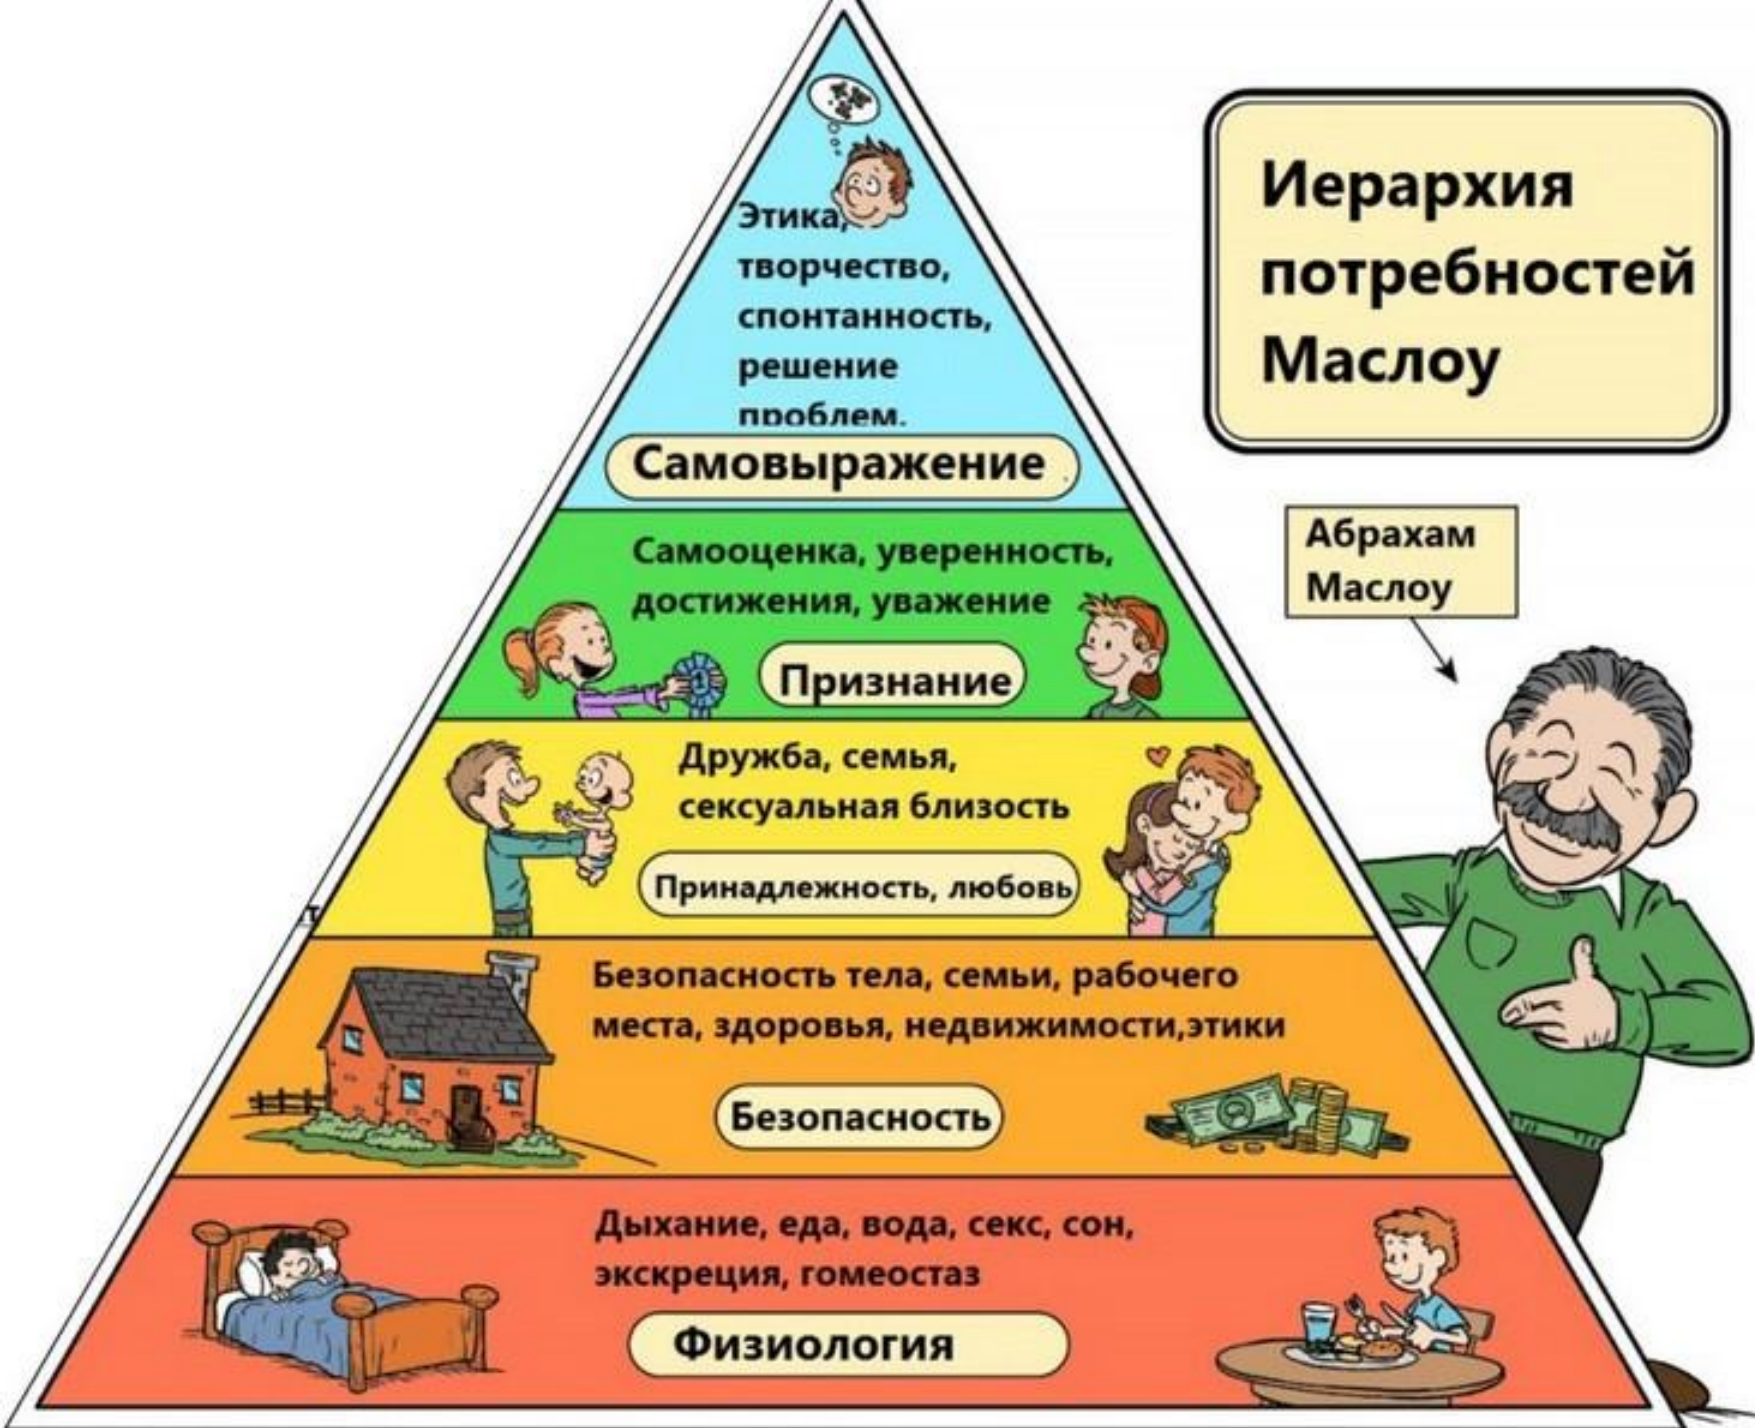 Иерархия
потребностей
Маслоу
Абрахам
Маслоу
Этика,
творчество,
спонтанность,
решение
проблем.
Самовыражение
Самооценка, уверенность,
достижения, уважение
1
Признание
Дружба, семья,
сексуальная близость
Принадлежность, любовь
Безопасность тела, семьи, рабочего
места, здоровья, недвижимости,этики
Безопасность
Дыхание, еда, вода, секс, сон,
экскреция, гомеостаз
Физиология